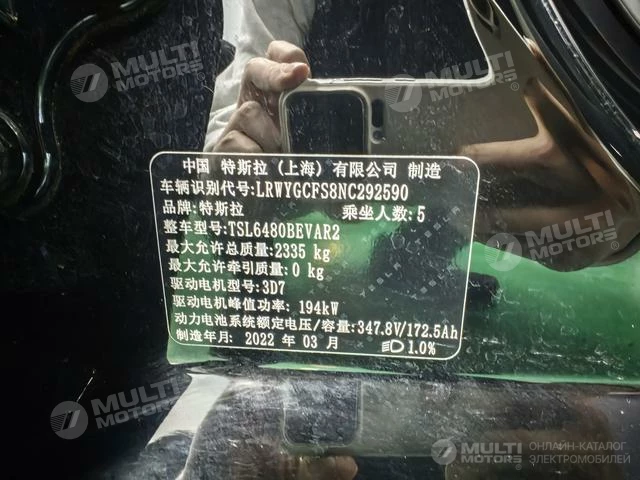 MULTI MOTORS®
MULTI MOTORS®
中国 特斯拉（上海）有限公司 制造
车辆识别代号:LRWYGCFS8NC292590
品牌:特斯拉 乘坐人数:5
整车型号:TSL6480BEVAR2
最大允许总质量:2335 kg
最大允许牵引质量:0 kg
驱动电机型号:3D7
驱动电机峰值功率: 194kW
动力电池系统额定电压/容量:347.8V/172.5Ah
制造年月: 2022 年 03 月 1.0%
MULTI MOTORS®
MULTI MOTORS®
MULTI MOTORS® ОНЛАЙН-КАТАЛОГ ЭЛЕКТРОМОБИЛЕЙ